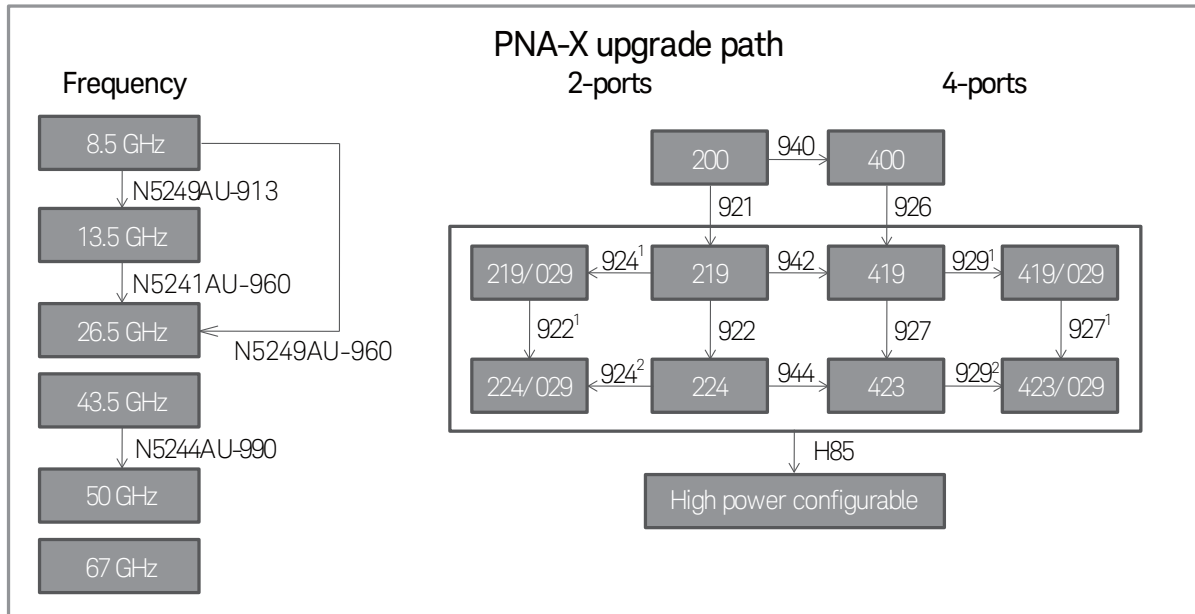 PNA-X upgrade path
Frequency
2-ports
4-ports
8.5 GHz
N5249AU-913
13.5 GHz
N5241AU-960
26.5 GHz
N5249AU-960
43.5 GHz
N5244AU-990
50 GHz
67 GHz
200
940
400
921
926
219/029
924¹
219
942
419
929¹
419/029
922¹
922
927
927¹
224/029
924²
224
944
423
929²
423/029
H85
High power configurable